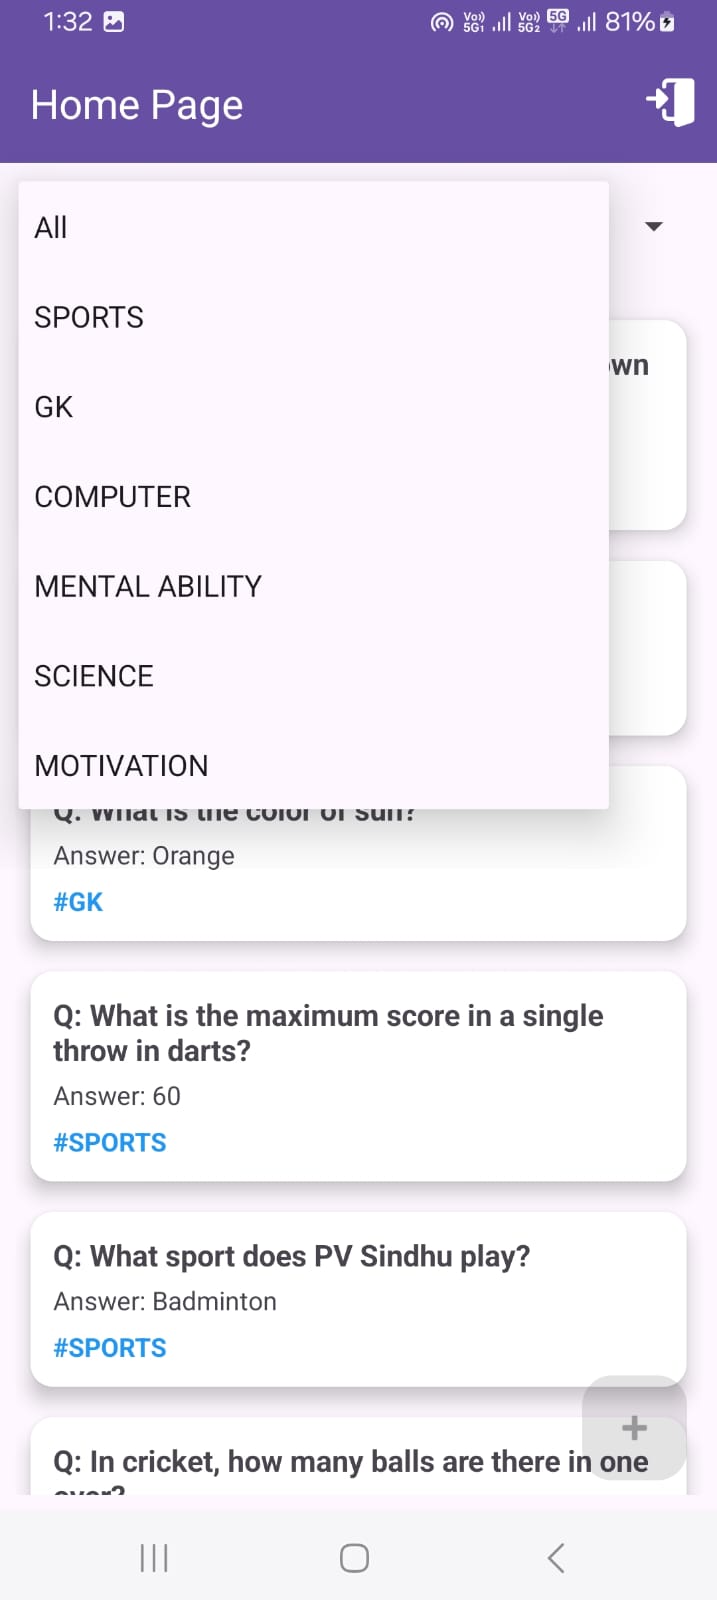 1:32
Vo)) 5G1 Vo)) 5G2 5G 81%
Home Page
All
SPORTS
wn
GK
COMPUTER
MENTAL ABILITY
SCIENCE
MOTIVATION
Q: What is the color of sun?
Answer: Orange
#GK
Q: What is the maximum score in a single
throw in darts?
Answer: 60
#SPORTS
Q: What sport does PV Sindhu play?
Answer: Badminton
#SPORTS
Q: In cricket, how many balls are there in one
over?